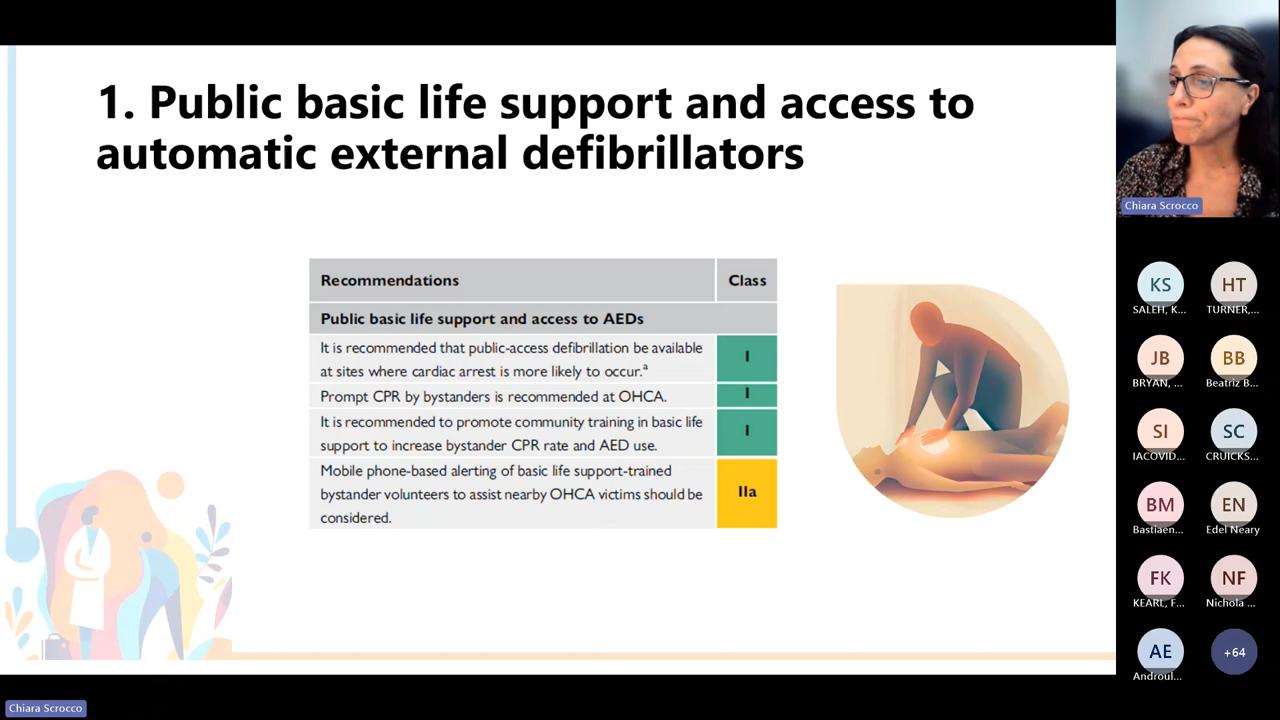 1. Public basic life support and access to
automatic external defibrillators
Recommendations Class
Public basic life support and access to AEDs
It is recommended that public-access defibrillation be available
at sites where cardiac arrest is more likely to occur.ᵃ
I
Prompt CPR by bystanders is recommended at OHCA.
I
It is recommended to promote community training in basic life
support to increase bystander CPR rate and AED use.
I
Mobile phone-based alerting of basic life support-trained
bystander volunteers to assist nearby OHCA victims should be
considered.
IIa
Chiara Scrocco
KS HT
SALEH, K... TURNER,...
JB BB
BRYAN, ... Beatriz B...
SI SC
IACOVID... CRUICKS...
BM EN
Bastiaen... Edel Neary
FK NF
KEARL, F... Nichola ...
AE +64
Androul...
Chiara Scrocco